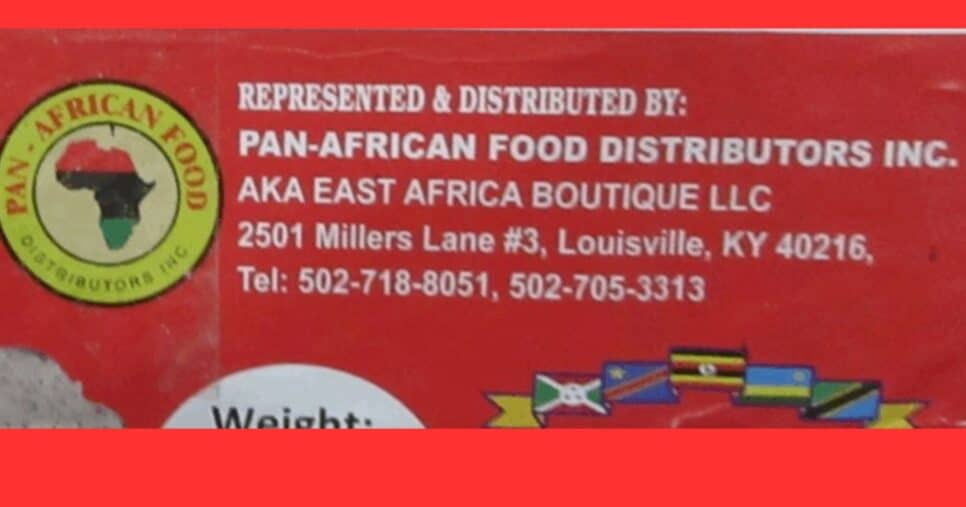 PAN - AFRICAN FOOD
DISTRIBUTORS INC
REPRESENTED & DISTRIBUTED BY:
PAN-AFRICAN FOOD DISTRIBUTORS INC.
AKA EAST AFRICA BOUTIQUE LLC
2501 Millers Lane #3, Louisville, KY 40216,
Tel: 502-718-8051, 502-705-3313
Weight: